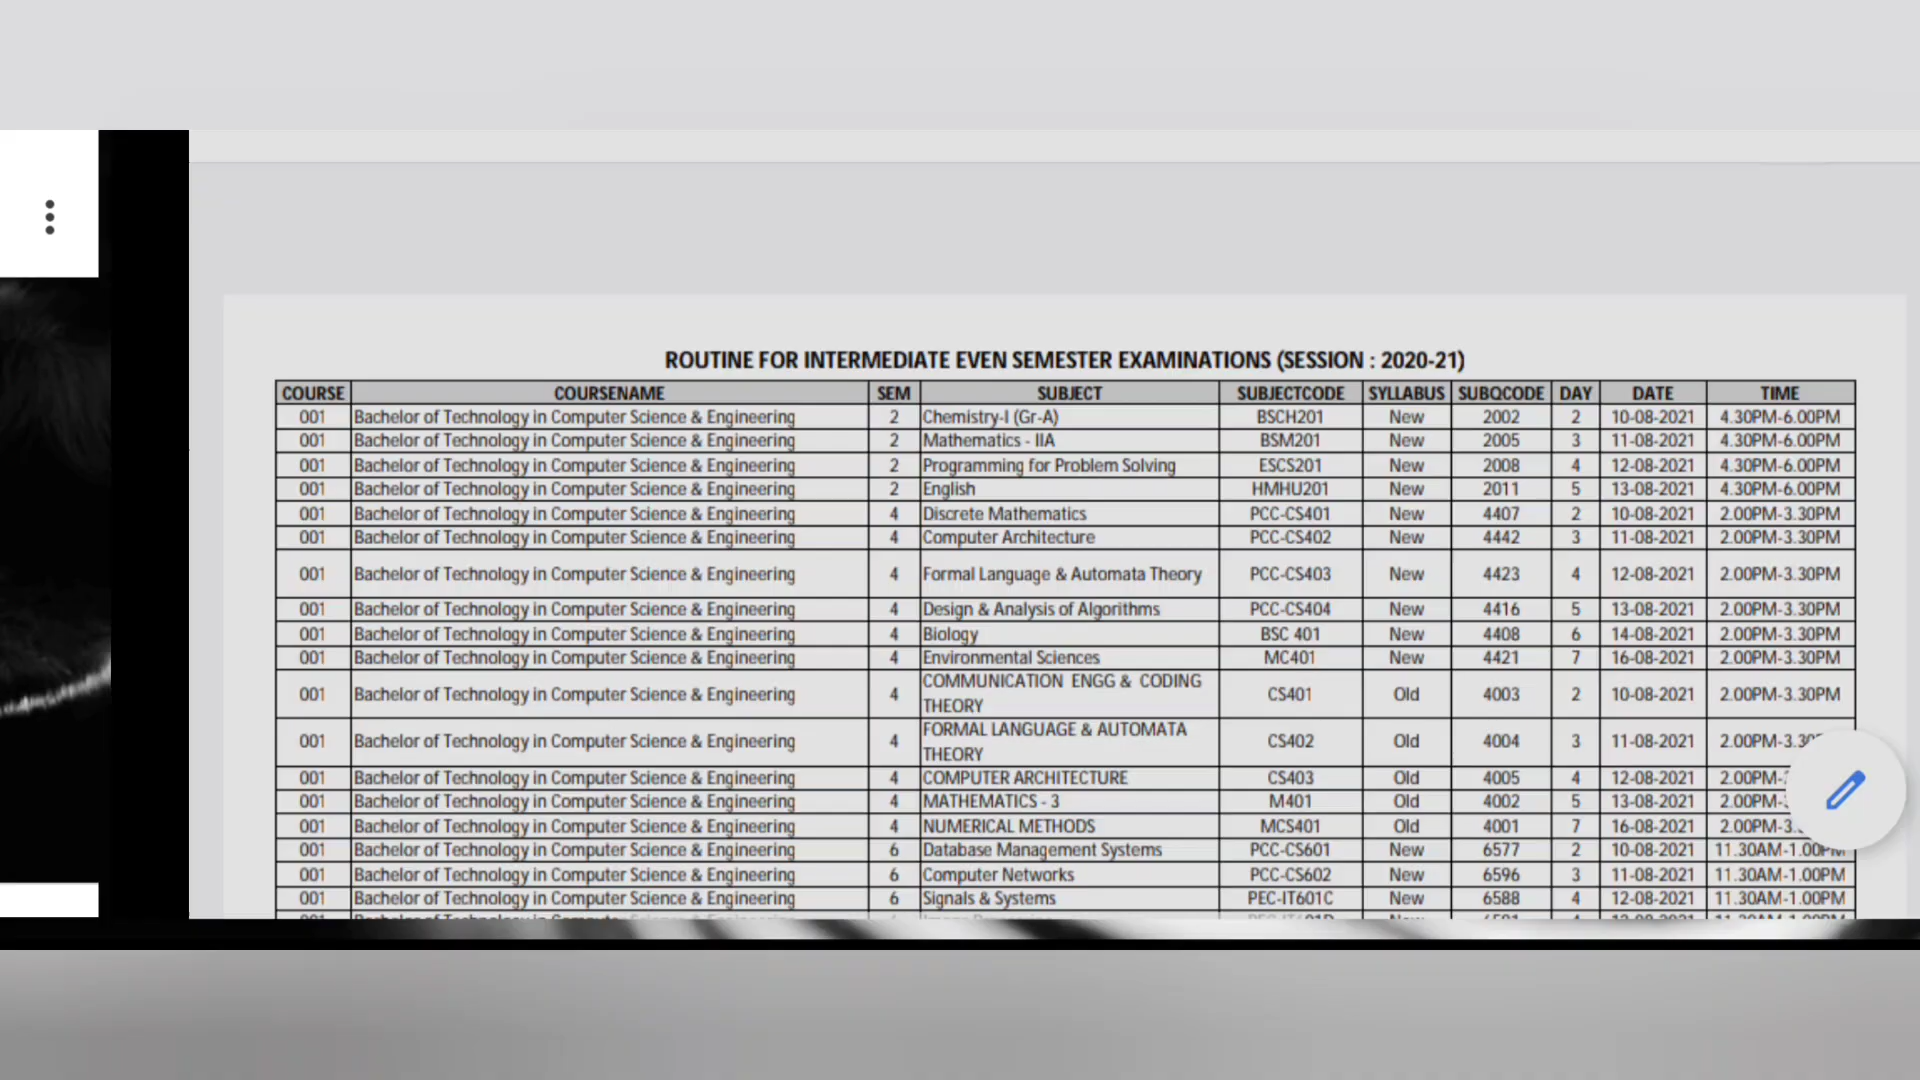 ROUTINE FOR INTERMEDIATE EVEN SEMESTER EXAMINATIONS (SESSION : 2020-21)
COURSE COURSENAME SEM SUBJECT SUBJECTCODE SYLLABUS SUBQCODE DAY DATE TIME
001 Bachelor of Technology in Computer Science & Engineering 2 Chemistry-I (Gr-A) BSCH201 New 2002 2 10-08-2021 4.30PM-6.00PM
001 Bachelor of Technology in Computer Science & Engineering 2 Mathematics - IIA BSM201 New 2005 3 11-08-2021 4.30PM-6.00PM
001 Bachelor of Technology in Computer Science & Engineering 2 Programming for Problem Solving ESCS201 New 2008 4 12-08-2021 4.30PM-6.00PM
001 Bachelor of Technology in Computer Science & Engineering 2 English HMHU201 New 2011 5 13-08-2021 4.30PM-6.00PM
001 Bachelor of Technology in Computer Science & Engineering 4 Discrete Mathematics PCC-CS401 New 4407 2 10-08-2021 2.00PM-3.30PM
001 Bachelor of Technology in Computer Science & Engineering 4 Computer Architecture PCC-CS402 New 4442 3 11-08-2021 2.00PM-3.30PM
001 Bachelor of Technology in Computer Science & Engineering 4 Formal Language & Automata Theory PCC-CS403 New 4423 4 12-08-2021 2.00PM-3.30PM
001 Bachelor of Technology in Computer Science & Engineering 4 Design & Analysis of Algorithms PCC-CS404 New 4416 5 13-08-2021 2.00PM-3.30PM
001 Bachelor of Technology in Computer Science & Engineering 4 Biology BSC 401 New 4408 6 14-08-2021 2.00PM-3.30PM
001 Bachelor of Technology in Computer Science & Engineering 4 Environmental Sciences MC401 New 4421 7 16-08-2021 2.00PM-3.30PM
001 Bachelor of Technology in Computer Science & Engineering 4 COMMUNICATION ENGG & CODING THEORY CS401 Old 4003 2 10-08-2021 2.00PM-3.30PM
001 Bachelor of Technology in Computer Science & Engineering 4 FORMAL LANGUAGE & AUTOMATA THEORY CS402 Old 4004 3 11-08-2021 2.00PM-3.30
001 Bachelor of Technology in Computer Science & Engineering 4 COMPUTER ARCHITECTURE CS403 Old 4005 4 12-08-2021 2.00PM-
001 Bachelor of Technology in Computer Science & Engineering 4 MATHEMATICS - 3 M401 Old 4002 5 13-08-2021 2.00PM-
001 Bachelor of Technology in Computer Science & Engineering 4 NUMERICAL METHODS MCS401 Old 4001 7 16-08-2021 2.00PM-3.
001 Bachelor of Technology in Computer Science & Engineering 6 Database Management Systems PCC-CS601 New 6577 2 10-08-2021 11.30AM-1.00PM
001 Bachelor of Technology in Computer Science & Engineering 6 Computer Networks PCC-CS602 New 6596 3 11-08-2021 11.30AM-1.00PM
001 Bachelor of Technology in Computer Science & Engineering 6 Signals & Systems PEC-IT601C New 6588 4 12-08-2021 11.30AM-1.00PM